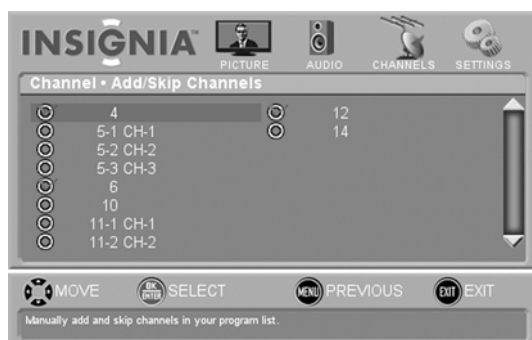 INSIGNIA™
PICTURE AUDIO CHANNELS SETTINGS
Channel • Add/Skip Channels
4 12
5-1 CH-1 14
5-2 CH-2
5-3 CH-3
6
10
11-1 CH-1
11-2 CH-2
MOVE OK ENTER SELECT MENU PREVIOUS EXIT EXIT
Manually add and skip channels in your program list.